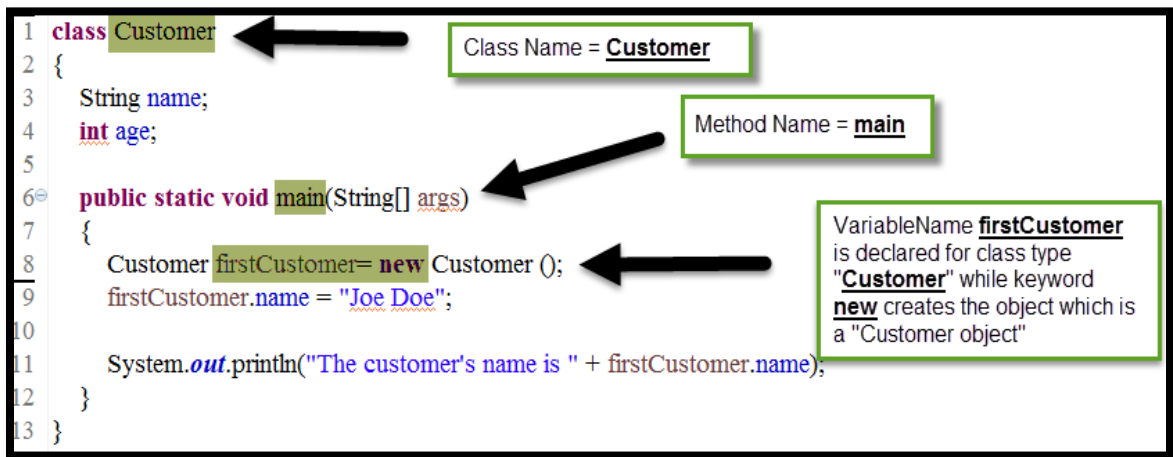 1 class Customer
Class Name = Customer
2 {
3 String name;
4 int age;
Method Name = main
5
6 public static void main(String[] args)
7 {
8 Customer firstCustomer= new Customer ();
9 firstCustomer.name = "Joe Doe";
VariableName firstCustomer
is declared for class type
"Customer" while keyword
new creates the object which is
a "Customer object"
10
11 System.out.println("The customer's name is " + firstCustomer.name);
12 }
13 }